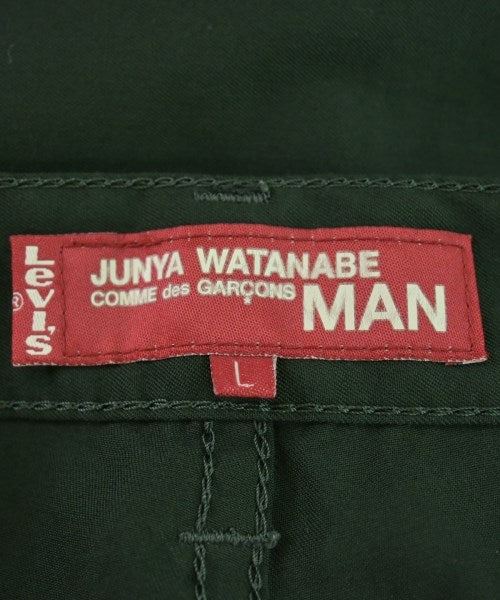 Levi's
®
JUNYA WATANABE
COMME des GARÇONS MAN
L